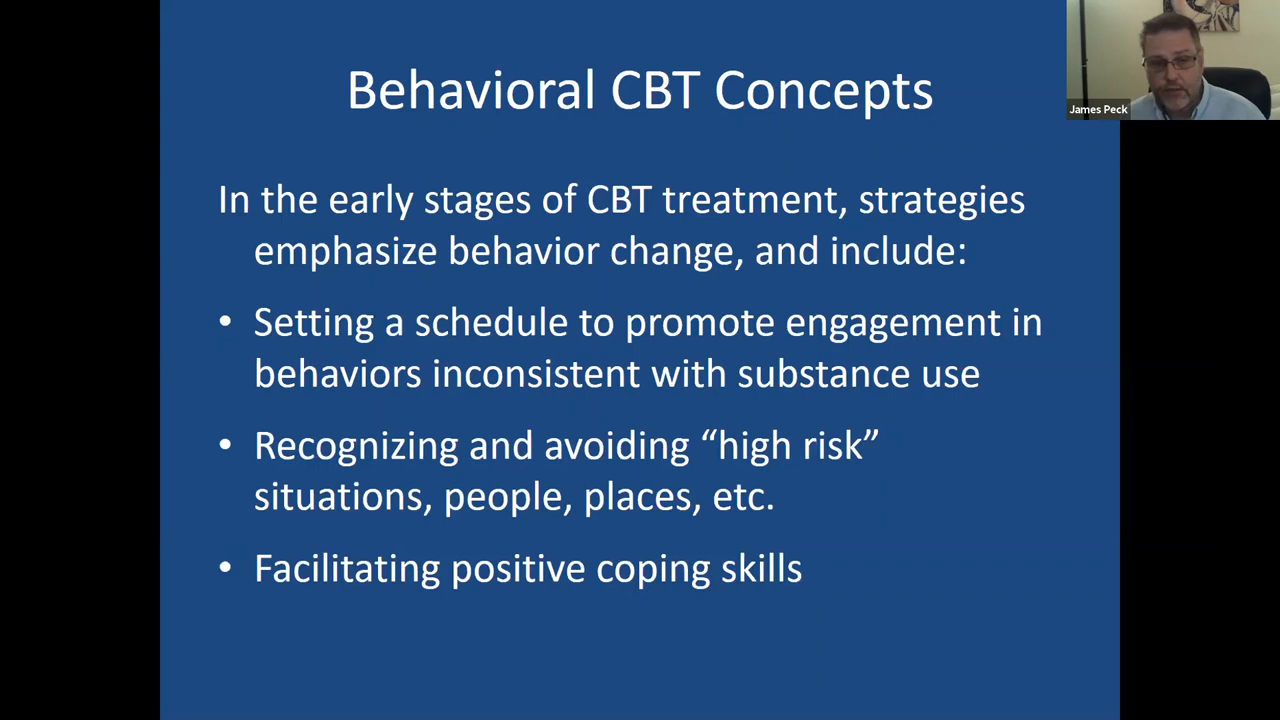 Behavioral CBT Concepts
James Peck
In the early stages of CBT treatment, strategies
emphasize behavior change, and include:
• Setting a schedule to promote engagement in
behaviors inconsistent with substance use
• Recognizing and avoiding “high risk”
situations, people, places, etc.
• Facilitating positive coping skills